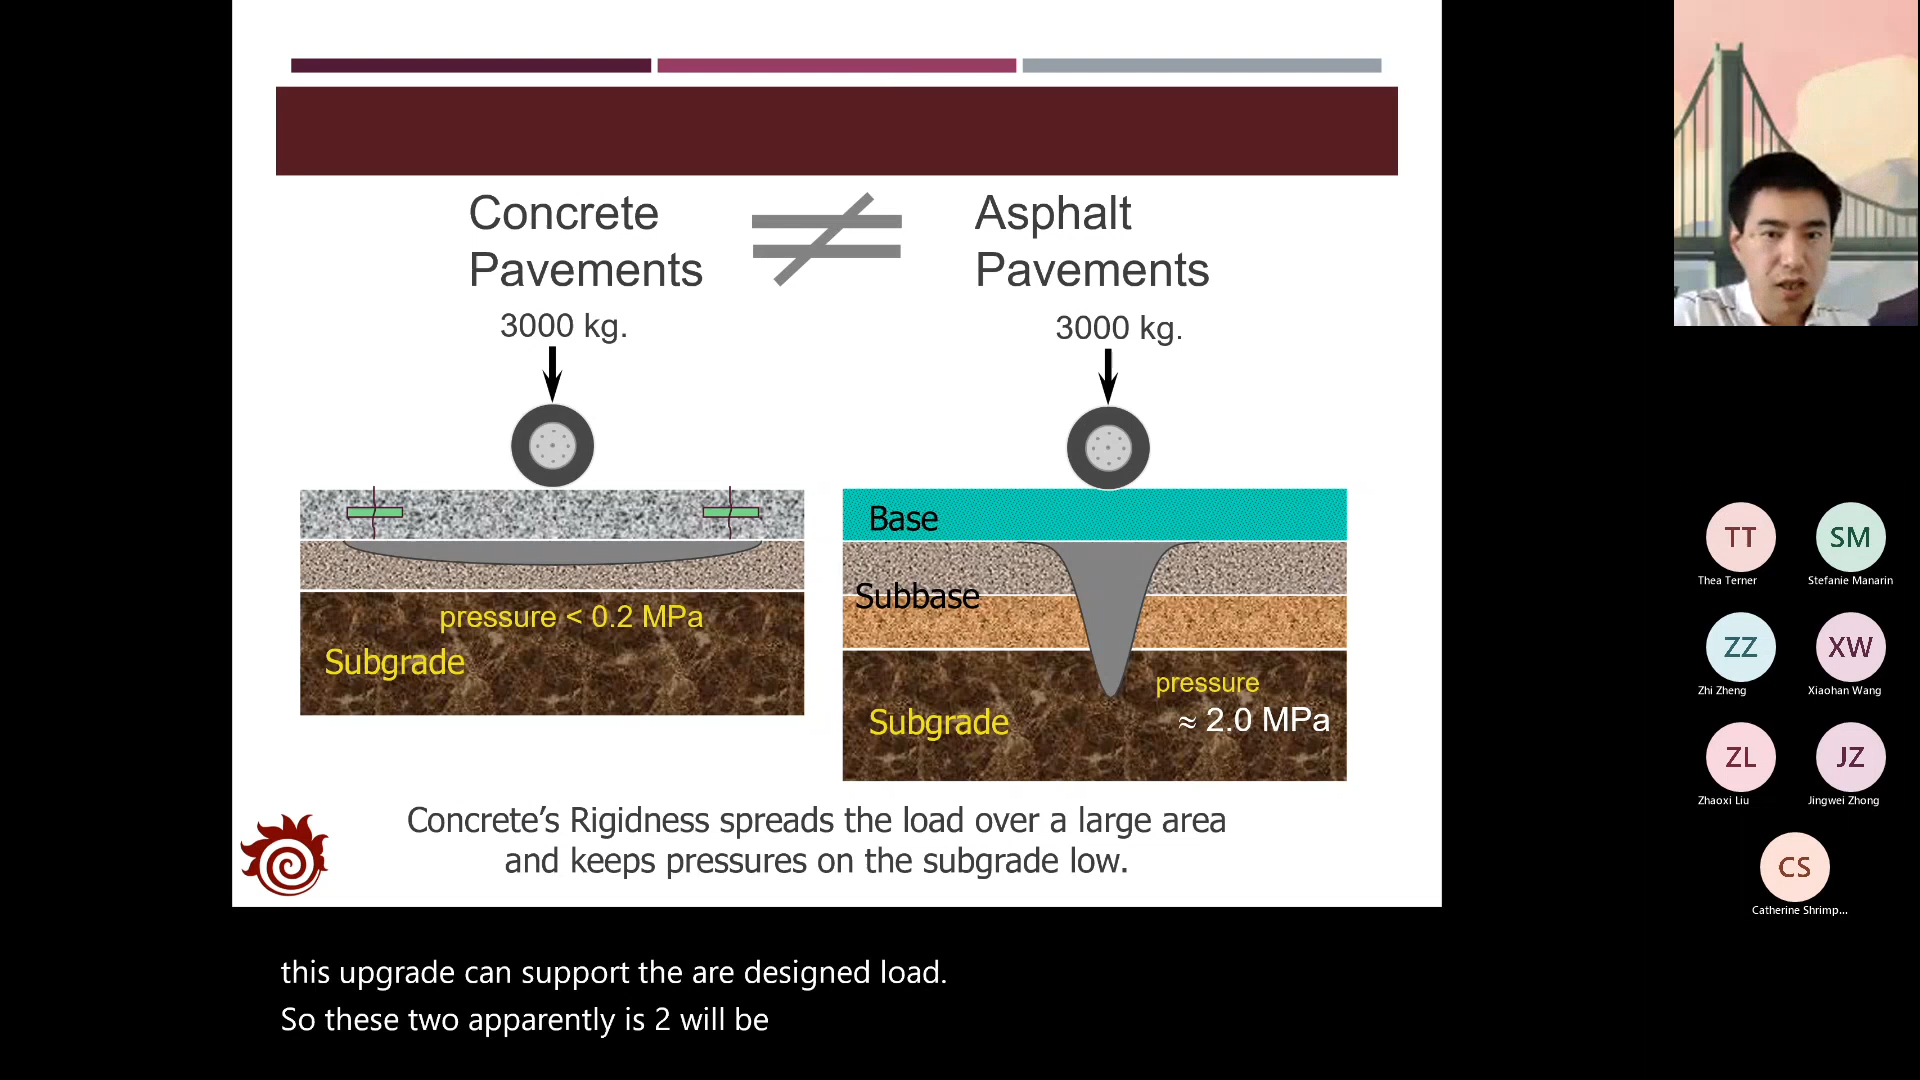 Concrete
Pavements
3000 kg.
Asphalt
Pavements
3000 kg.
pressure < 0.2 MPa
Subgrade
Base
Subbase
pressure
≈ 2.0 MPa
Subgrade
Concrete’s Rigidness spreads the load over a large area
and keeps pressures on the subgrade low.
this upgrade can support the are designed load.
So these two apparently is 2 will be
TT
Thea Terner
SM
Stefanie Manarin
ZZ
Zhi Zheng
XW
Xiaohan Wang
ZL
Zhaoxi Liu
JZ
Jingwei Zhong
CS
Catherine Shrimp...